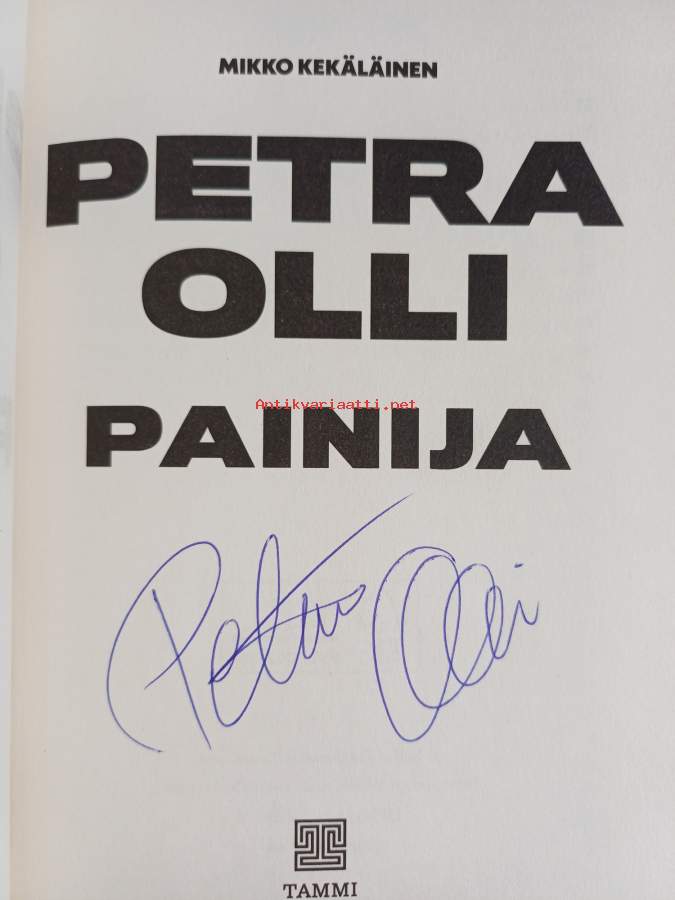 MIKKO KEKÄLÄINEN
PETRA
OLLI
Antikvariaatti.net
PAINIJA
Petra Olli
TAMMI